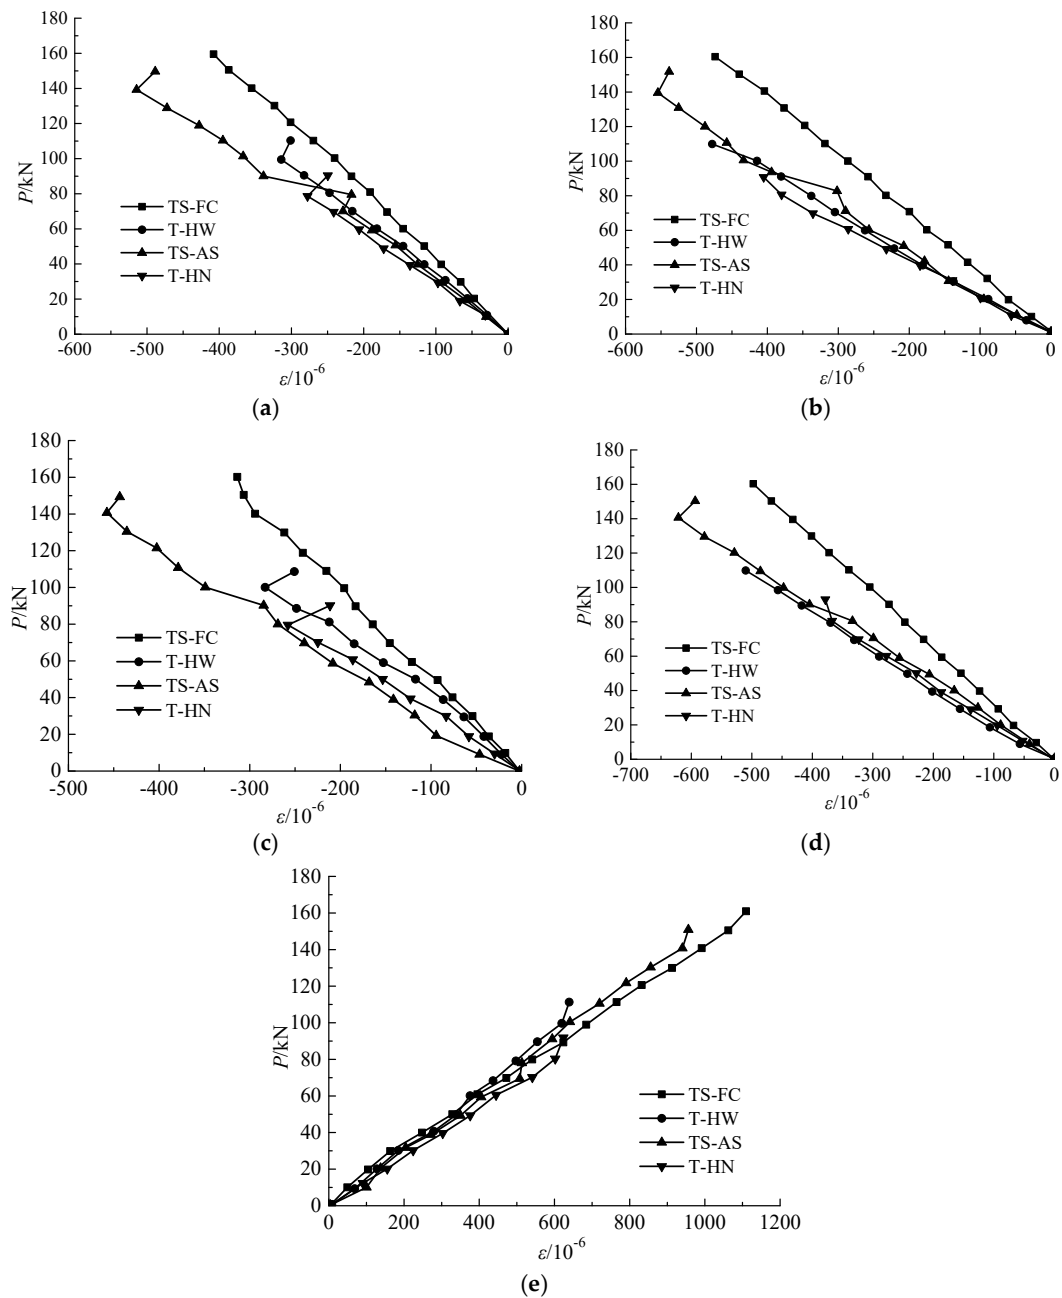 180
160
140
120
100
80
60
40
20
0
P/kN
TS-FC
T-HW
TS-AS
T-HN
-600 -500 -400 -300 -200 -100 0
ε/10⁻⁶
(a)
180
160
140
120
100
80
60
40
20
0
P/kN
TS-FC
T-HW
TS-AS
T-HN
-600 -500 -400 -300 -200 -100 0
ε/10⁻⁶
(b)
180
160
140
120
100
80
60
40
20
0
P/kN
TS-FC
T-HW
TS-AS
T-HN
-500 -400 -300 -200 -100 0
ε/10⁻⁶
(c)
180
160
140
120
100
80
60
40
20
0
P/kN
TS-FC
T-HW
TS-AS
T-HN
-700 -600 -500 -400 -300 -200 -100 0
ε/10⁻⁶
(d)
180
160
140
120
100
80
60
40
20
0
P/kN
TS-FC
T-HW
TS-AS
T-HN
200 400 600 800 1000 1200
ε/10⁻⁶
(e)